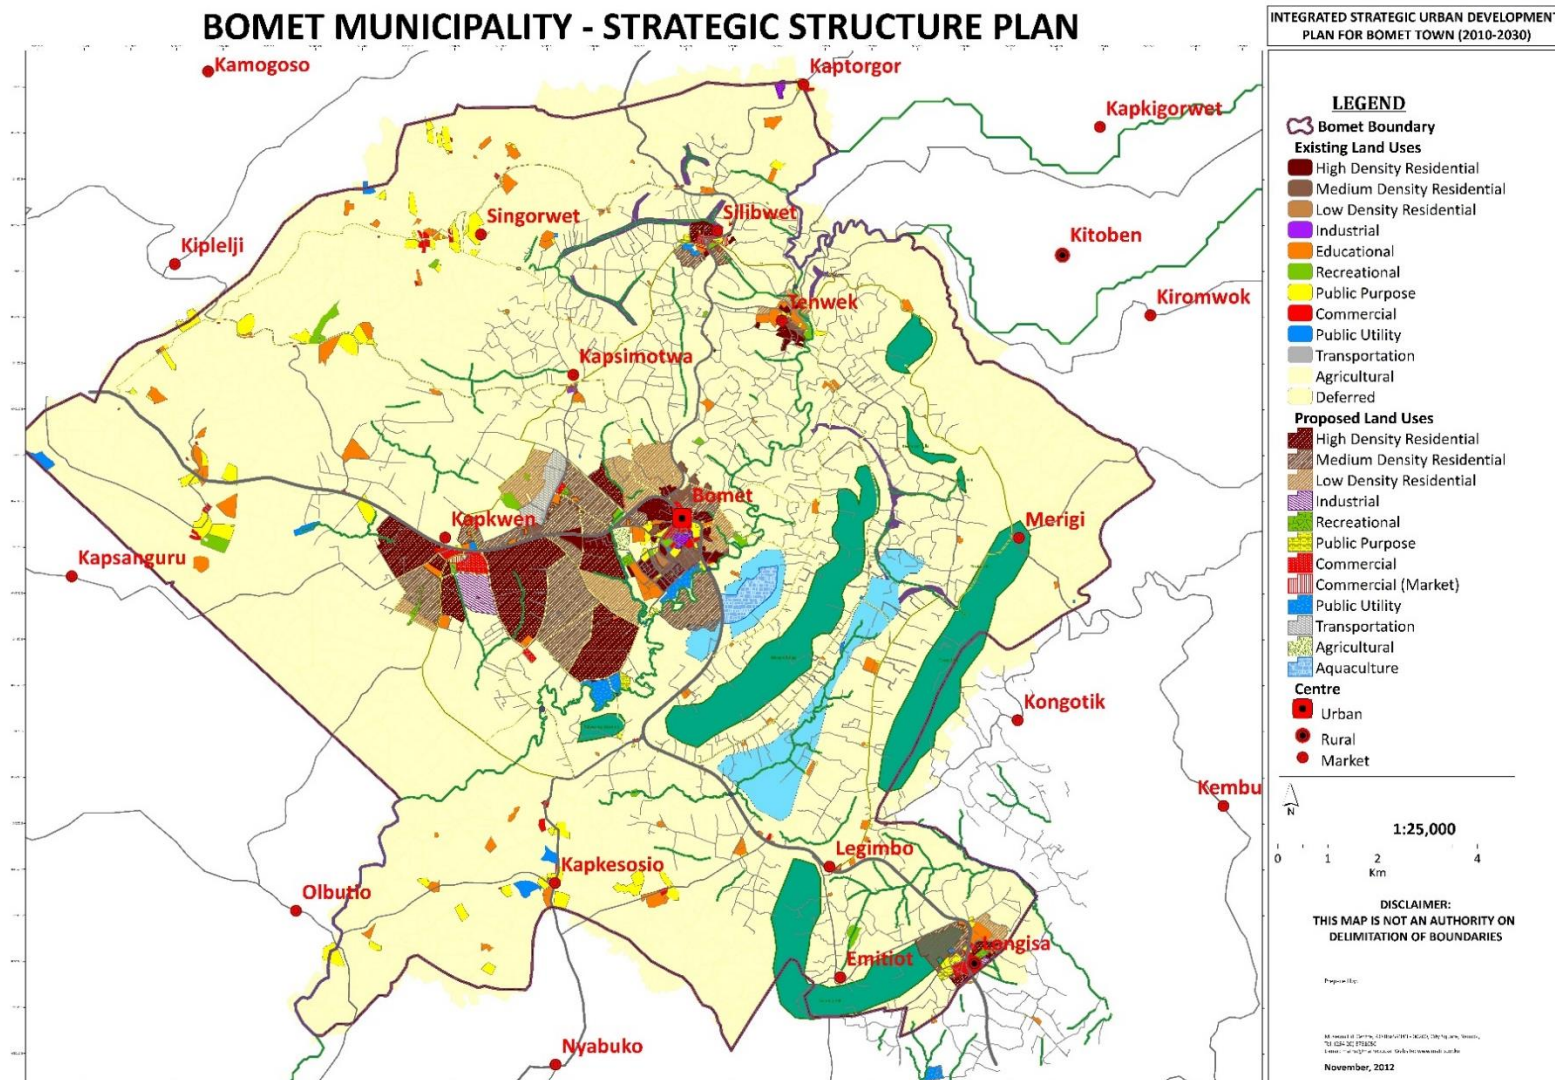 BOMET MUNICIPALITY - STRATEGIC STRUCTURE PLAN
INTEGRATED STRATEGIC URBAN DEVELOPMENT
PLAN FOR BOMET TOWN (2010-2030)
Kamogoso
Kaptorgor
Kapkigorwet
Singorwet
Silibwet
Kiplelji
Kitoben
Tenwek
Kiromwok
Kapsimotwa
Bomet
Kapkwen
Merigi
Kapsanguru
Kongotik
Kembu
Legimbo
Kapkesosio
Olbutio
Longisa
Emitiot
Nyabuko
LEGEND
Bomet Boundary
Existing Land Uses
High Density Residential
Medium Density Residential
Low Density Residential
Industrial
Educational
Recreational
Public Purpose
Commercial
Public Utility
Transportation
Agricultural
Deferred
Proposed Land Uses
High Density Residential
Medium Density Residential
Low Density Residential
Industrial
Recreational
Public Purpose
Commercial
Commercial (Market)
Public Utility
Transportation
Agricultural
Aquaculture
Centre
Urban
Rural
Market
N
1:25,000
0 1 2 4
Km
DISCLAIMER:
THIS MAP IS NOT AN AUTHORITY ON
DELIMITATION OF BOUNDARIES
November, 2012